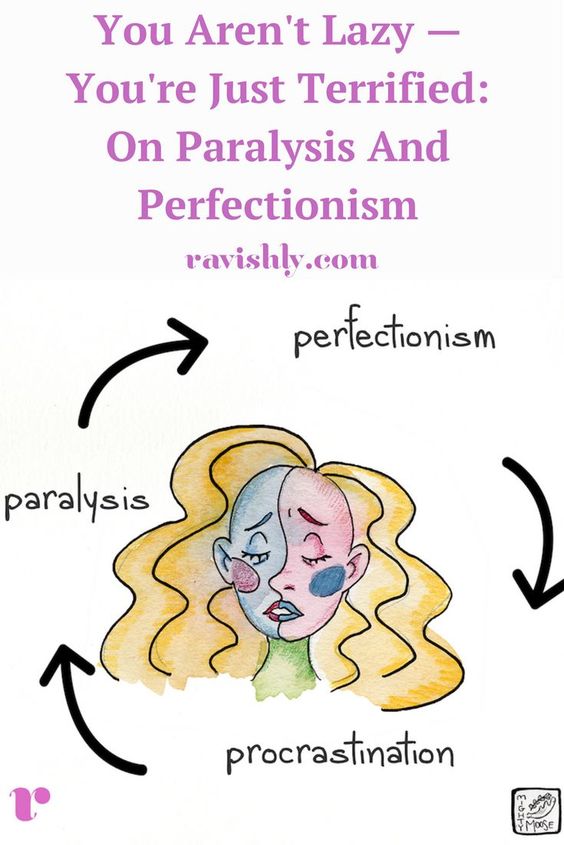 You Aren't Lazy —
You're Just Terrified:
On Paralysis And
Perfectionism
ravishly.com
perfectionism
paralysis
procrastination
r
MIGHTY
MOOSE